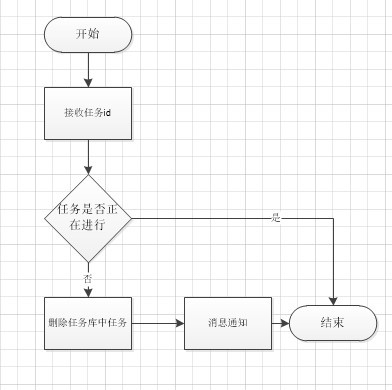 开始
接收任务id
任务是否正
在进行
是
否
删除任务库中任务
消息通知
结束